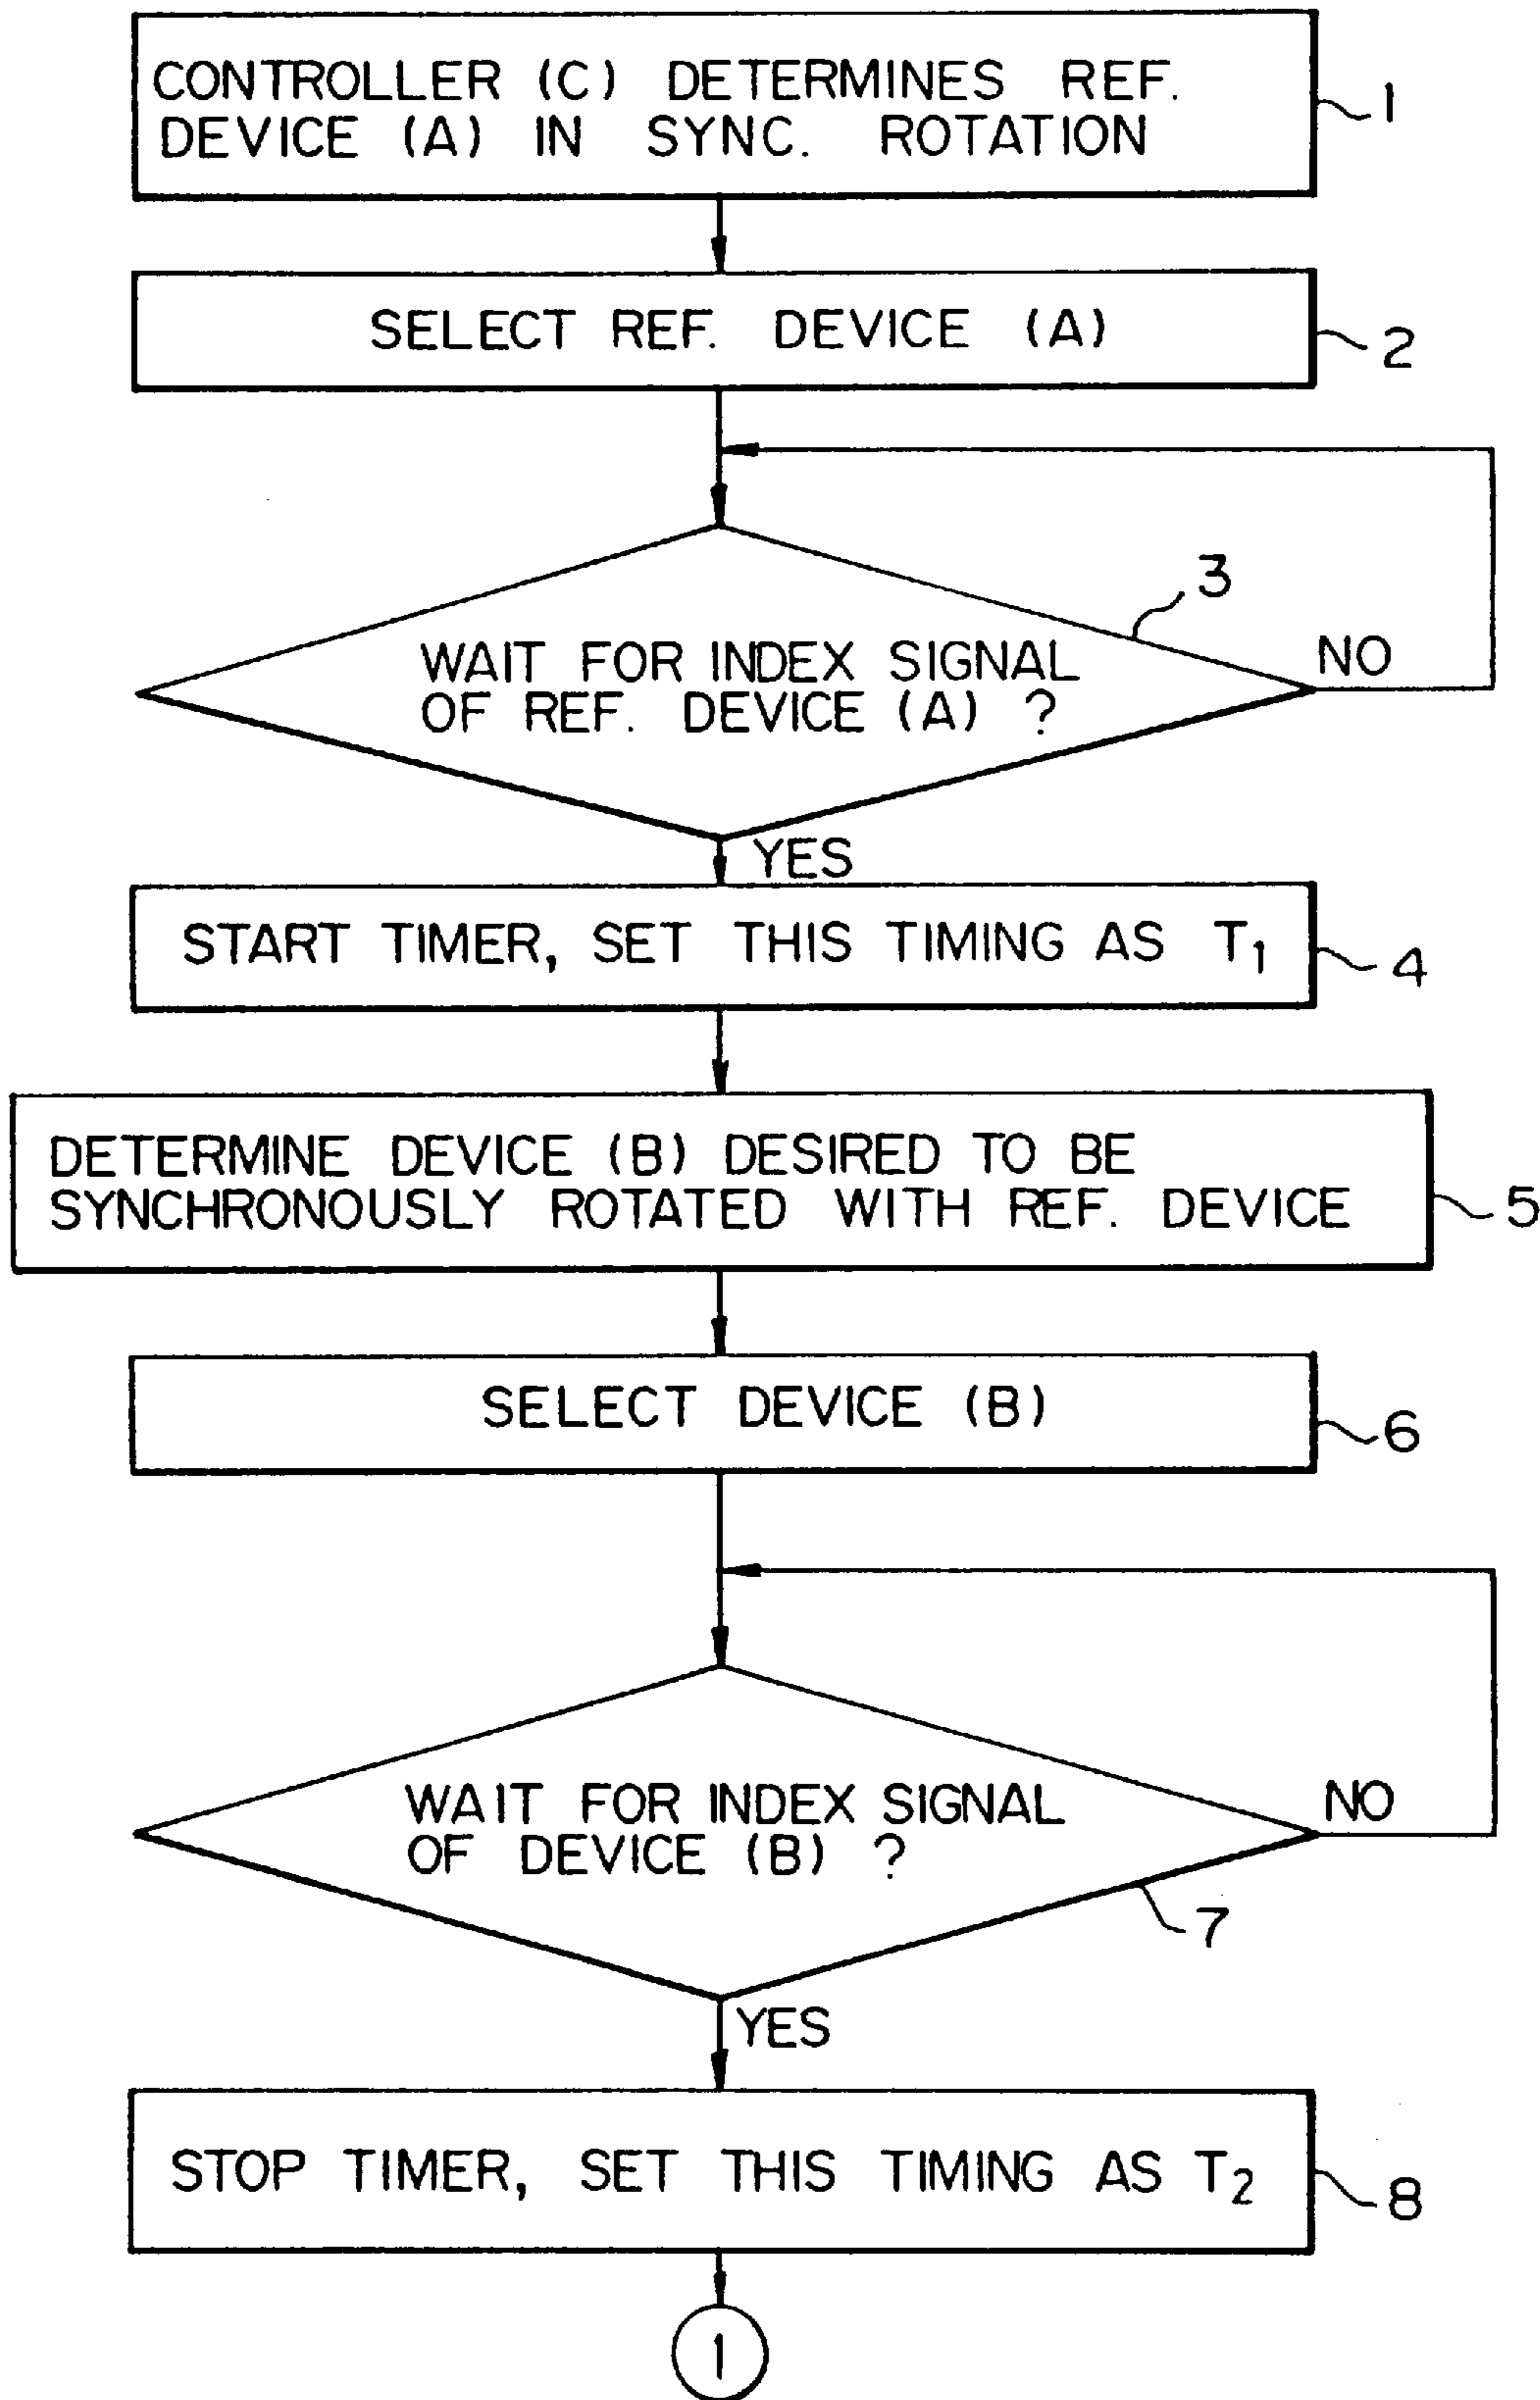 CONTROLLER (C) DETERMINES REF.
DEVICE (A) IN SYNC. ROTATION
1
SELECT REF. DEVICE (A)
2
3
WAIT FOR INDEX SIGNAL
OF REF. DEVICE (A) ?
NO
YES
START TIMER, SET THIS TIMING AS T1
4
DETERMINE DEVICE (B) DESIRED TO BE
SYNCHRONOUSLY ROTATED WITH REF. DEVICE
5
SELECT DEVICE (B)
6
WAIT FOR INDEX SIGNAL
OF DEVICE (B) ?
NO
7
YES
STOP TIMER, SET THIS TIMING AS T2
8
1